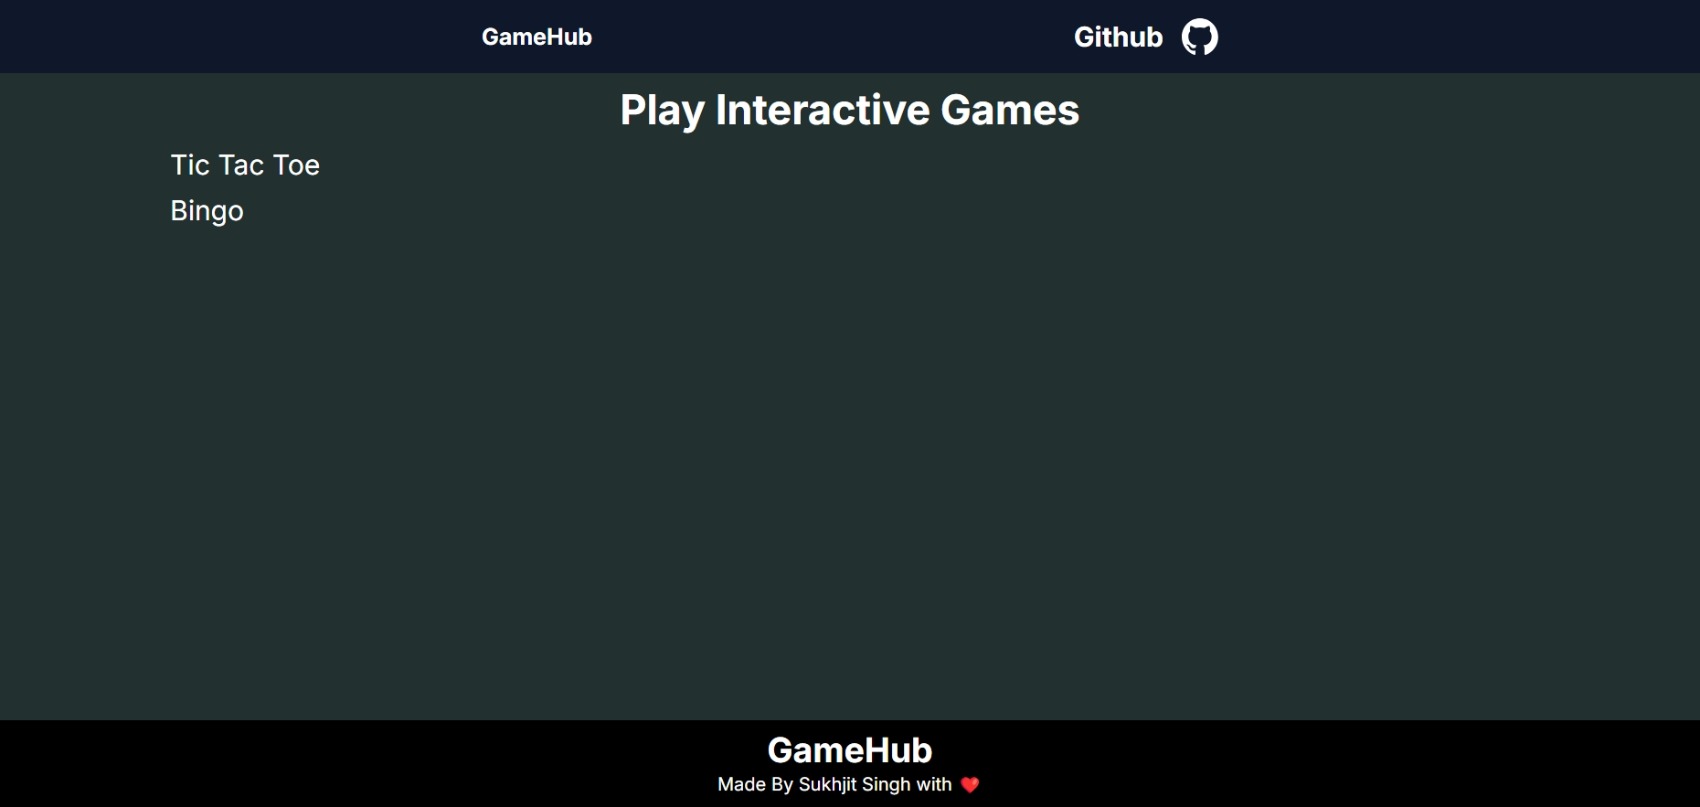 GameHub
Github
Play Interactive Games
Tic Tac Toe
Bingo
GameHub
Made By Sukhjit Singh with ❤️